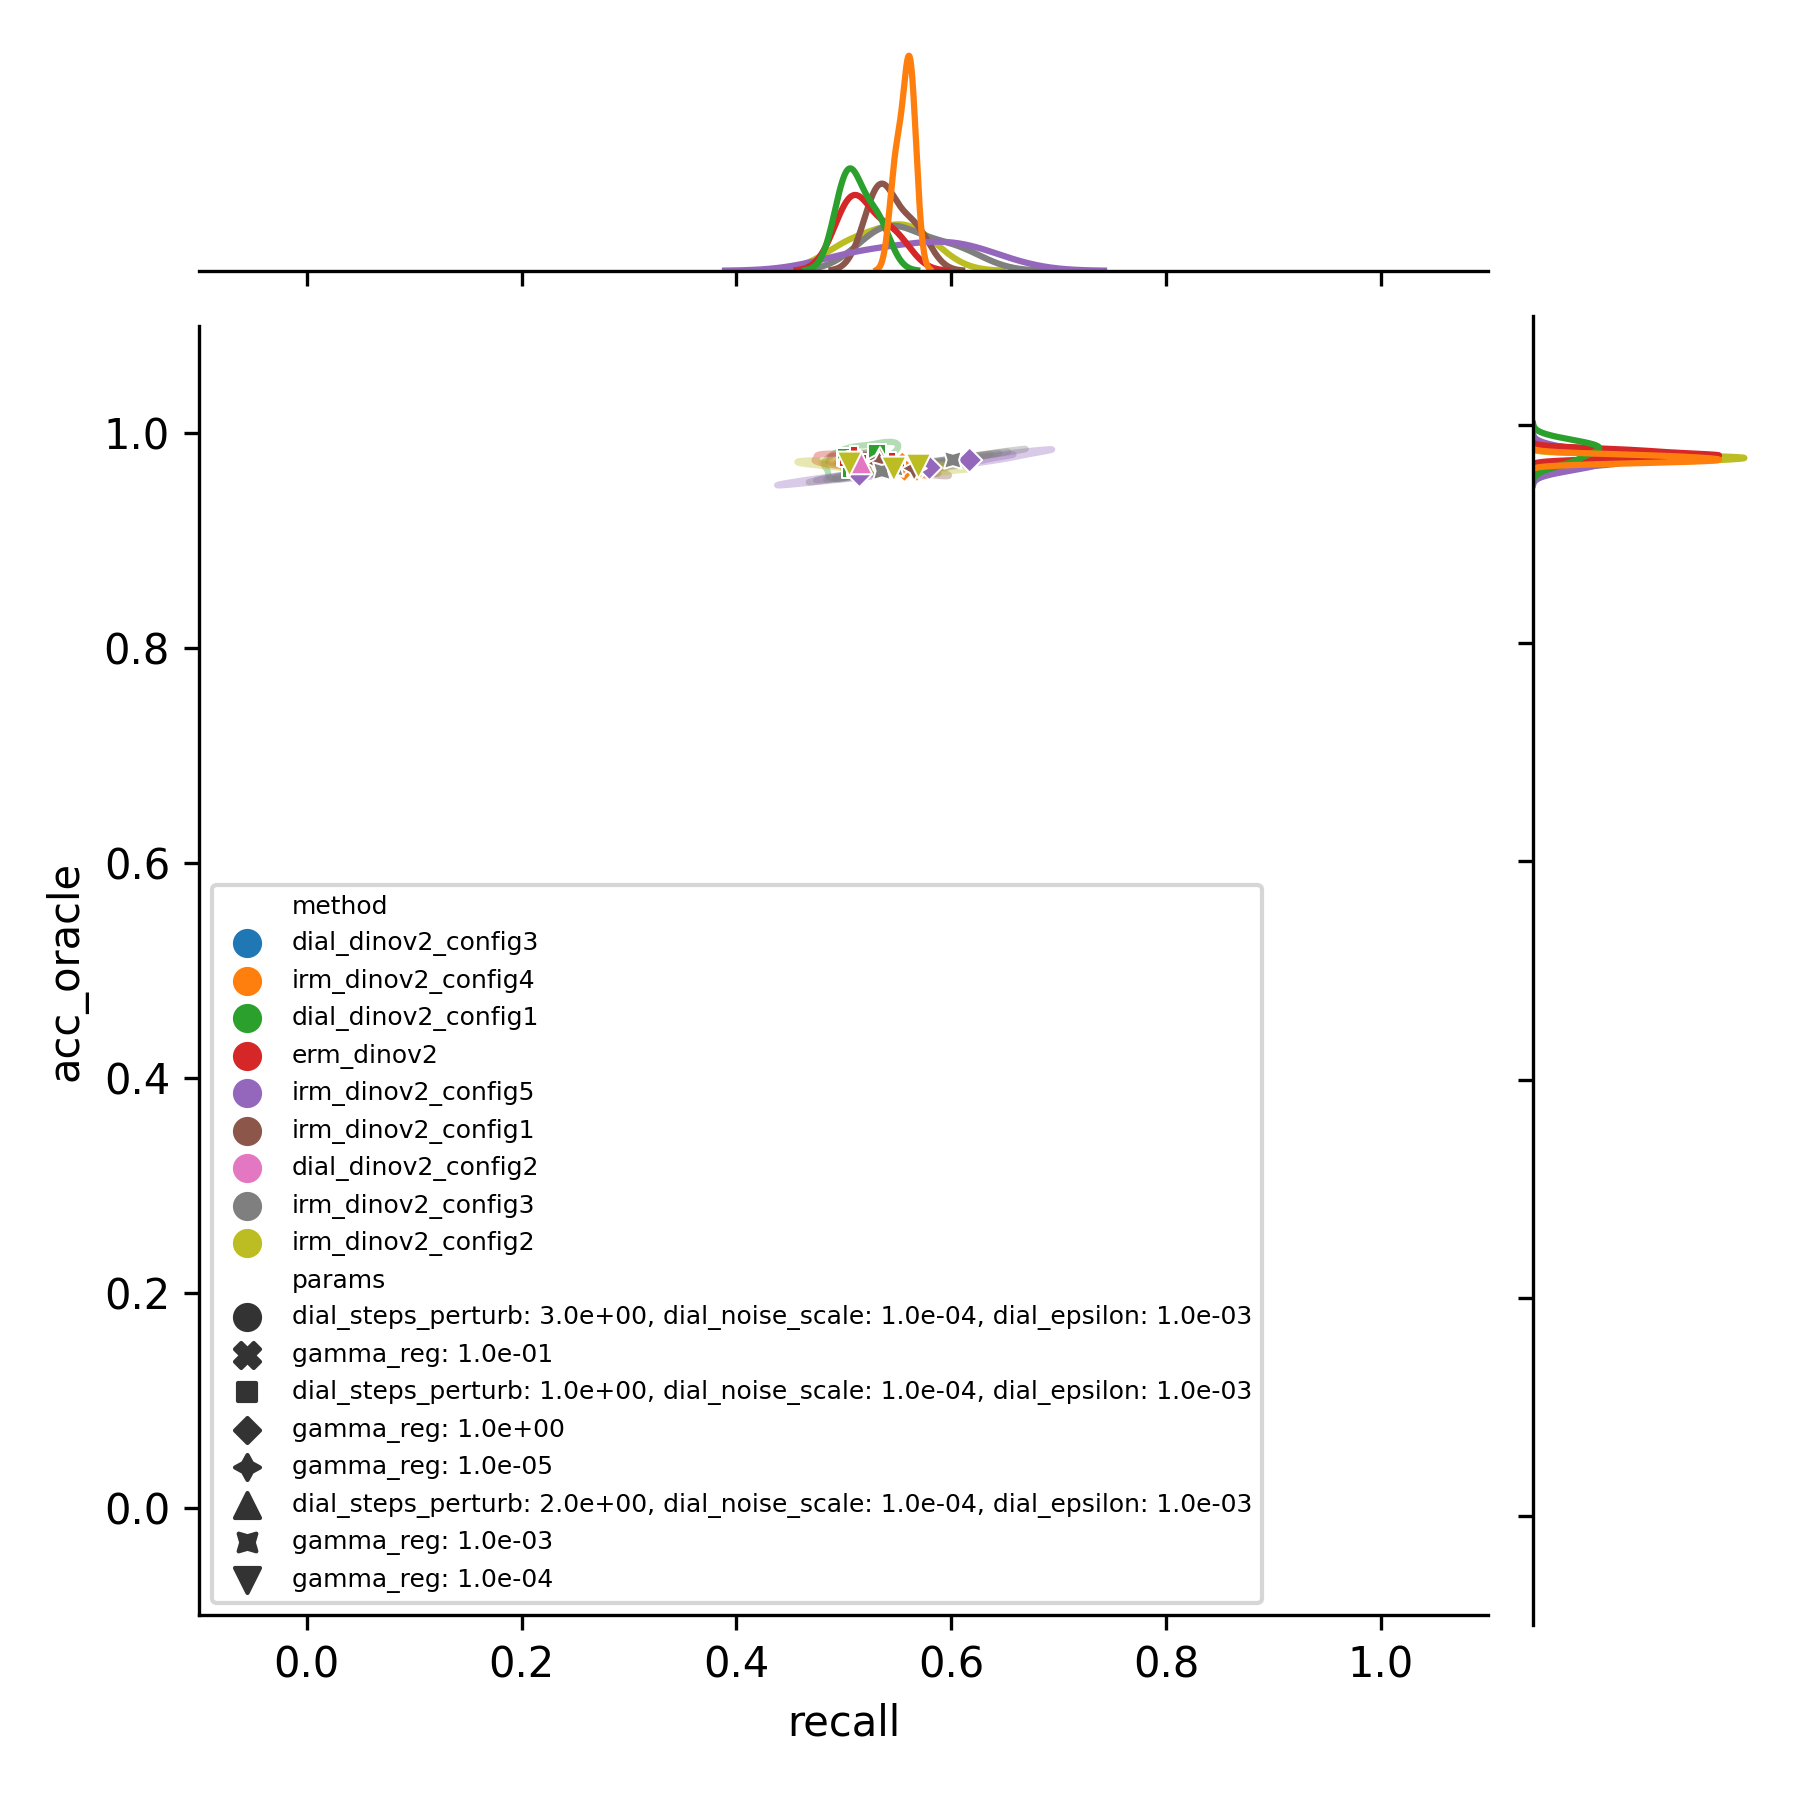 1.0
0.8
0.6
0.4
0.2
0.0
acc_oracle
method
dial_dinov2_config3
irm_dinov2_config4
dial_dinov2_config1
erm_dinov2
irm_dinov2_config5
irm_dinov2_config1
dial_dinov2_config2
irm_dinov2_config3
irm_dinov2_config2
params
dial_steps_perturb: 3.0e+00, dial_noise_scale: 1.0e-04, dial_epsilon: 1.0e-03
gamma_reg: 1.0e-01
dial_steps_perturb: 1.0e+00, dial_noise_scale: 1.0e-04, dial_epsilon: 1.0e-03
gamma_reg: 1.0e+00
gamma_reg: 1.0e-05
dial_steps_perturb: 2.0e+00, dial_noise_scale: 1.0e-04, dial_epsilon: 1.0e-03
gamma_reg: 1.0e-03
gamma_reg: 1.0e-04
0.0 0.2 0.4 0.6 0.8 1.0
recall